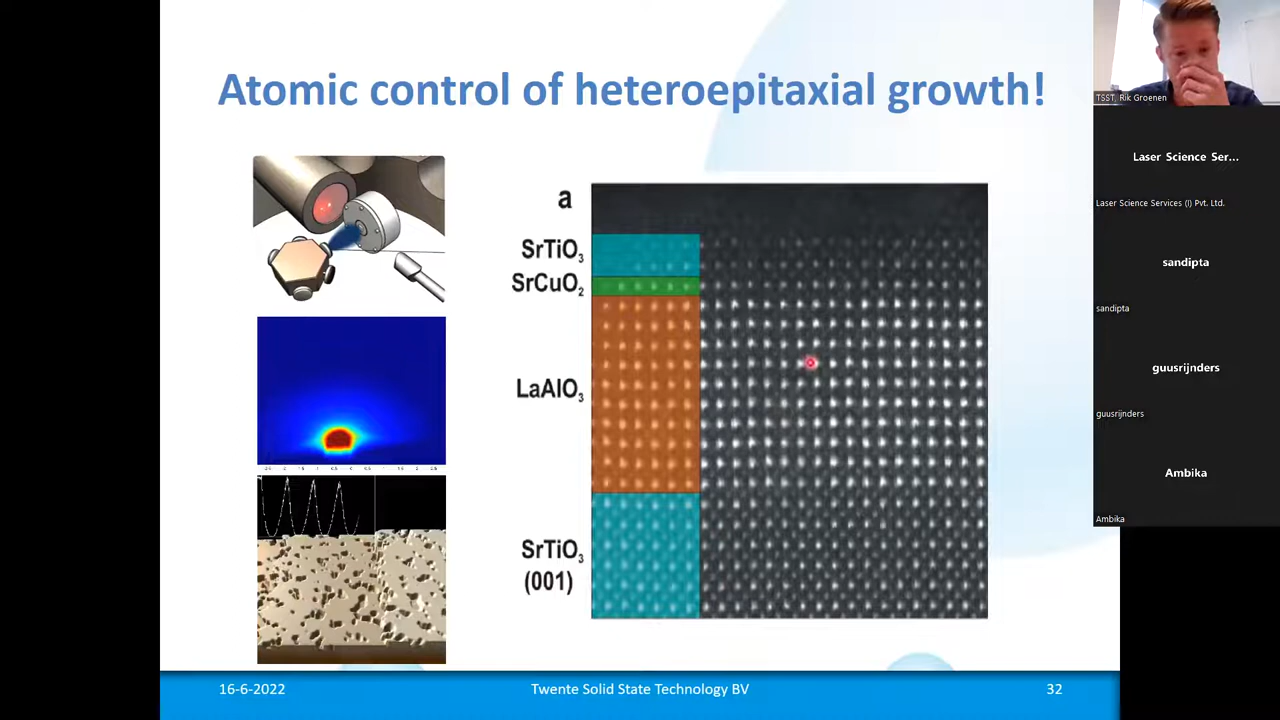 Atomic control of heteroepitaxial growth!
a
SrTiO₃
SrCuO₂
LaAlO₃
SrTiO₃
(001)
16-6-2022
Twente Solid State Technology BV
32
TSST, Rik Groenen
Laser Science Ser...
Laser Science Services (I) Pvt. Ltd.
sandipta
sandipta
guusrijnders
guusrijnders
Ambika
Ambika